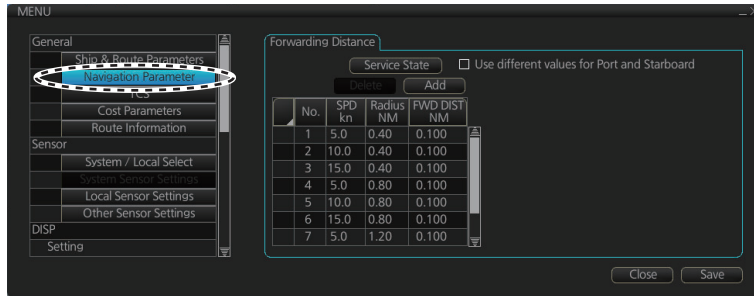 MENU
General
Ship & Route Parameters
Navigation Parameter
TCS
Cost Parameters
Route Information
Sensor
System / Local Select
System Sensor Settings
Local Sensor Settings
Other Sensor Settings
DISP
Setting
Forwarding Distance
Service State
Use different values for Port and Starboard
Delete Add
No. SPD kn Radius NM FWD DIST NM
1 5.0 0.40 0.100
2 10.0 0.40 0.100
3 15.0 0.40 0.100
4 5.0 0.80 0.100
5 10.0 0.80 0.100
6 15.0 0.80 0.100
7 5.0 1.20 0.100
Close Save